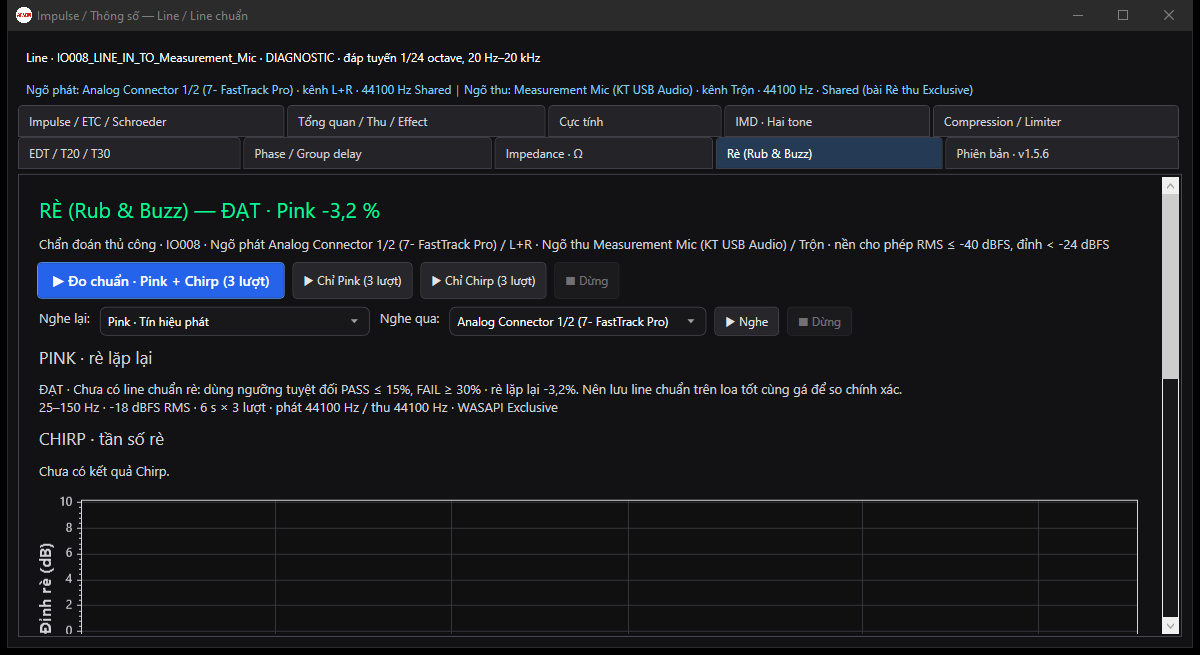 ACNOS Impulse / Thông số — Line / Line chuẩn
Line · IO008_LINE_IN_TO_Measurement_Mic · DIAGNOSTIC · đáp tuyến 1/24 octave, 20 Hz–20 kHz
Ngõ phát: Analog Connector 1/2 (7- FastTrack Pro) · kênh L+R · 44100 Hz Shared | Ngõ thu: Measurement Mic (KT USB Audio) · kênh Trộn · 44100 Hz · Shared (bài Rè thu Exclusive)
Impulse / ETC / Schroeder Tổng quan / Thu / Effect Cực tính IMD · Hai tone Compression / Limiter
EDT / T20 / T30 Phase / Group delay Impedance · Ω Rè (Rub & Buzz) Phiên bản · v1.5.6
RÈ (Rub & Buzz) — ĐẠT · Pink -3,2 %
Chẩn đoán thủ công · IO008 · Ngõ phát Analog Connector 1/2 (7- FastTrack Pro) / L+R · Ngõ thu Measurement Mic (KT USB Audio) / Trộn · nền cho phép RMS ≤ -40 dBFS, đỉnh < -24 dBFS
▶ Đo chuẩn · Pink + Chirp (3 lượt) ▶ Chỉ Pink (3 lượt) ▶ Chỉ Chirp (3 lượt) ■ Dừng
Nghe lại: Pink · Tín hiệu phát Nghe qua: Analog Connector 1/2 (7- FastTrack Pro) ▶ Nghe ■ Dừng
PINK · rè lặp lại
ĐẠT · Chưa có line chuẩn rè: dùng ngưỡng tuyệt đối PASS ≤ 15%, FAIL ≥ 30% · rè lặp lại -3,2%. Nên lưu line chuẩn trên loa tốt cùng gá để so chính xác.
25–150 Hz · -18 dBFS RMS · 6 s × 3 lượt · phát 44100 Hz / thu 44100 Hz · WASAPI Exclusive
CHIRP · tần số rè
Chưa có kết quả Chirp.
10
8
6
4
2
0
Đỉnh rè (dB)